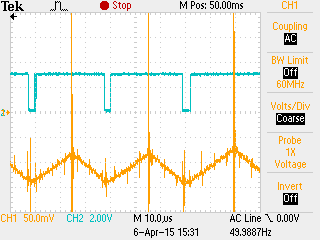 Tek Stop M Pos: 50.00ms CH1
Coupling
AC
BW Limit
Off
60MHz
Volts/Div
Coarse
Probe
1X
Voltage
Invert
Off
2
CH1 50.0mV CH2 2.00V M 10.0µs AC Line 0.00V
6-Apr-15 15:31 49.9887Hz